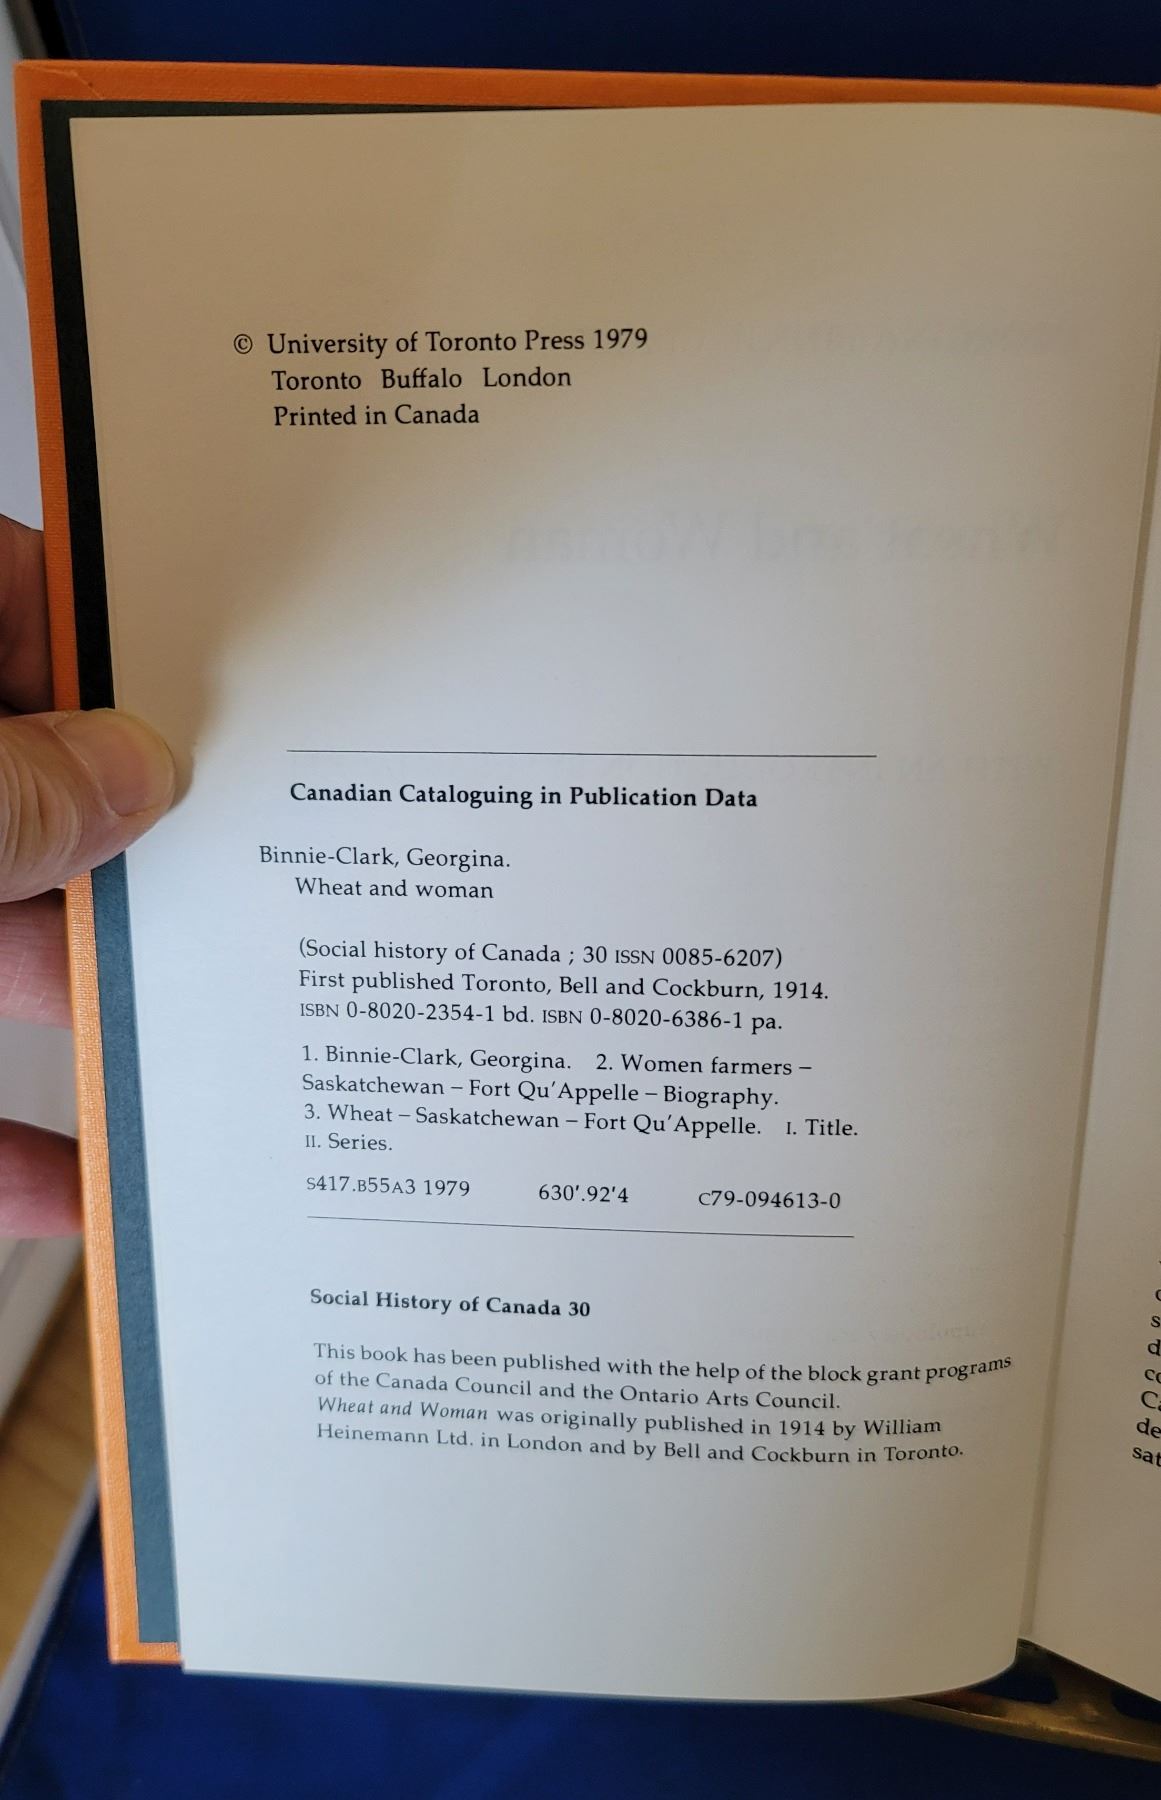 © University of Toronto Press 1979
Toronto Buffalo London
Printed in Canada
Canadian Cataloguing in Publication Data
Binnie-Clark, Georgina.
Wheat and woman
(Social history of Canada ; 30 ISSN 0085-6207)
First published Toronto, Bell and Cockburn, 1914.
ISBN 0-8020-2354-1 bd. ISBN 0-8020-6386-1 pa.
1. Binnie-Clark, Georgina. 2. Women farmers –
Saskatchewan – Fort Qu'Appelle – Biography.
3. Wheat – Saskatchewan – Fort Qu'Appelle. I. Title.
II. Series.
S417.B55A3 1979 630'.92'4 C79-094613-0
Social History of Canada 30
This book has been published with the help of the block grant programs
of the Canada Council and the Ontario Arts Council.
Wheat and Woman was originally published in 1914 by William
Heinemann Ltd. in London and by Bell and Cockburn in Toronto.